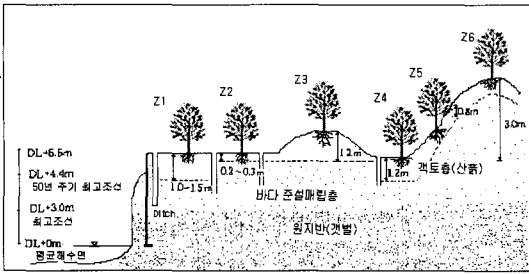 Z6
Z3
Z5
Z1
Z2
Z4
0.8m
3.0m
DL+6.6m
1.2m
1.2m
객토층(산흙)
DL+4.4m
50년 주기 최고조선
1.0~1.5m
0.2~0.3m
바다 준설매립층
DL+3.0m
최고조선
Ditch
원지반(갯벌)
DL+0m
평균해수면